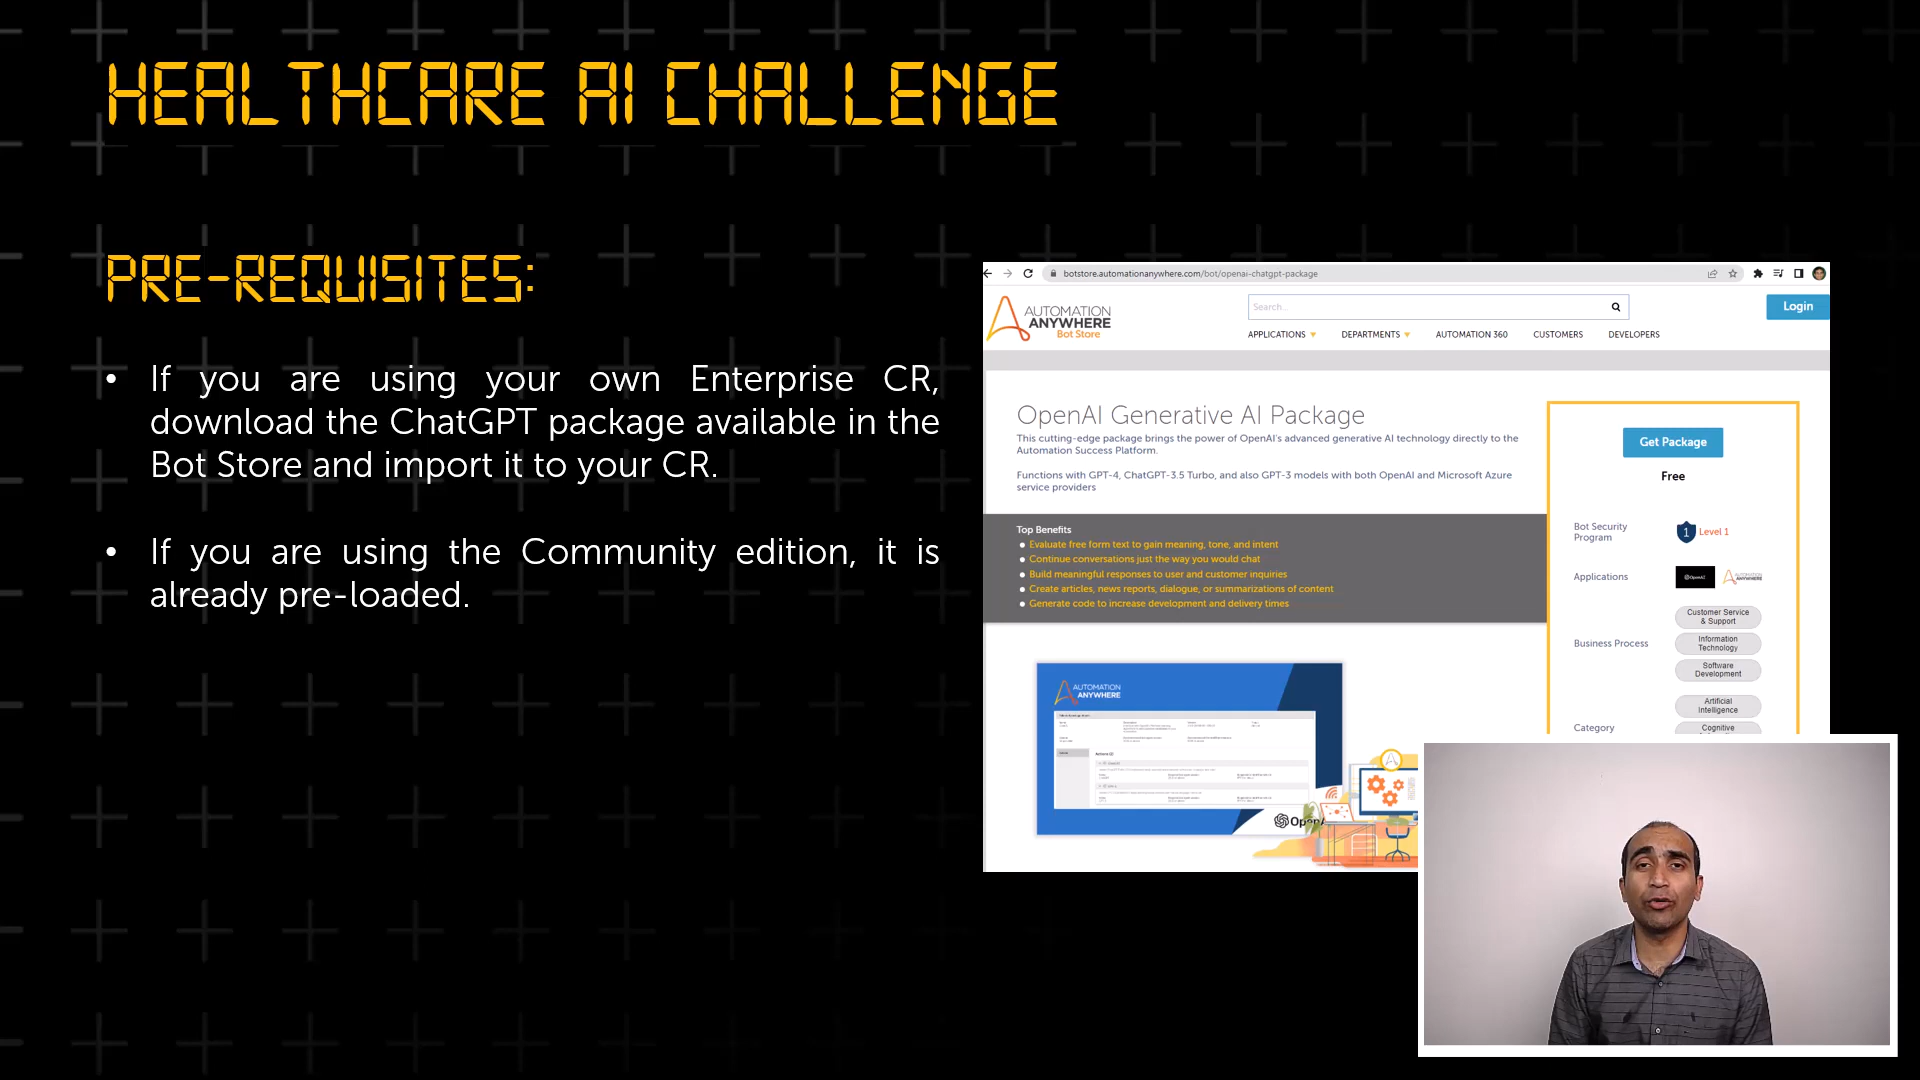 HEALTHCARE AI CHALLENGE
PRE-REQUISITES:
• If you are using your own Enterprise CR,
download the ChatGPT package available in the
Bot Store and import it to your CR.
• If you are using the Community edition, it is
already pre-loaded.
botstore.automationanywhere.com/bot/openai-chatgpt-package
AUTOMATION
ANYWHERE
Bot Store
Search...
Login
APPLICATIONS DEPARTMENTS AUTOMATION 360 CUSTOMERS DEVELOPERS
OpenAI Generative AI Package
This cutting-edge package brings the power of OpenAI's advanced generative AI technology directly to the
Automation Success Platform.
Functions with GPT-4, ChatGPT-3.5 Turbo, and also GPT-3 models with both OpenAI and Microsoft Azure
service providers
Top Benefits
Evaluate free form text to gain meaning, tone, and intent
Continue conversations just the way you would chat
Build meaningful responses to user and customer inquiries
Create articles, news reports, dialogue, or summarizations of content
Generate code to increase development and delivery times
AUTOMATION
ANYWHERE
Get Package
Free
Bot Security
Program
1 Level 1
Applications
OpenAI
AUTOMATION
ANYWHERE
Business Process
Customer Service
& Support
Information
Technology
Software
Development
Category
Artificial
Intelligence
Cognitive